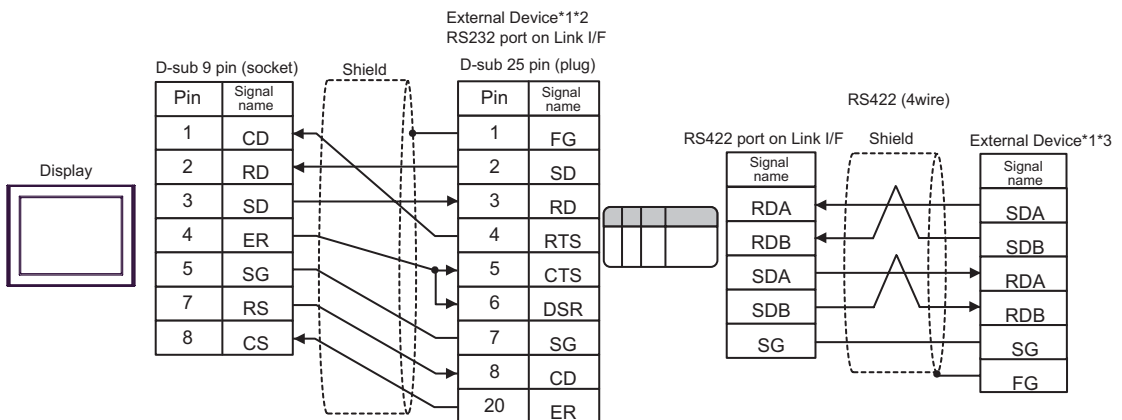 External Device*1*2
RS232 port on Link I/F
D-sub 9 pin (socket)
Shield
D-sub 25 pin (plug)
Pin Signal name
1 CD
2 RD
3 SD
4 ER
5 SG
7 RS
8 CS
Pin Signal name
1 FG
2 SD
3 RD
4 RTS
5 CTS
6 DSR
7 SG
8 CD
20 ER
Display
RS422 (4wire)
RS422 port on Link I/F
Shield
External Device*1*3
Signal name
RDA
RDB
SDA
SDB
SG
Signal name
SDA
SDB
RDA
RDB
SG
FG